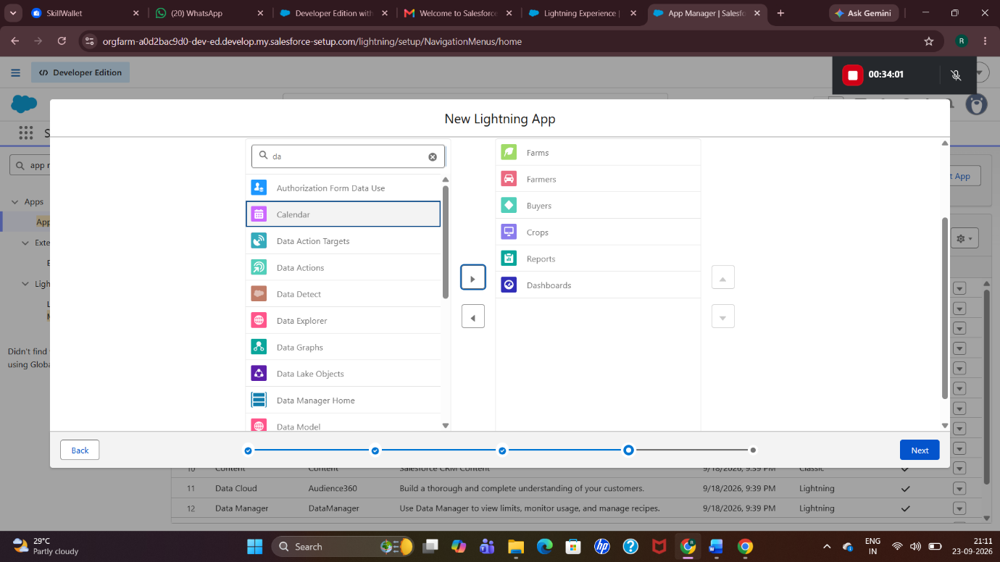 SkillWallet
(20) WhatsApp
Developer Edition with
Welcome to Salesforce
Lightning Experience |
App Manager | Salesfo
Ask Gemini
orgfarm-a0d2bac9d0-dev-ed.develop.my.salesforce-setup.com/lightning/setup/NavigationMenus/home
R
Developer Edition
00:34:01
New Lightning App
S
app r
t App
Apps
App
Exte
E
Ligh
L
M
Didn't find
using Globa
da
Authorization Form Data Use
Calendar
Data Action Targets
Data Actions
Data Detect
Data Explorer
Data Graphs
Data Lake Objects
Data Manager Home
Data Model
Farms
Farmers
Buyers
Crops
Reports
Dashboards
Back
Next
10 Content Content Salesforce CRM Content 9/18/2026, 9:39 PM Classic
11 Data Cloud Audience360 Build a thorough and complete understanding of your customers. 9/18/2026, 9:39 PM Lightning
12 Data Manager DataManager Use Data Manager to view limits, monitor usage, and manage recipes. 9/18/2026, 9:39 PM Lightning
29°C
Partly cloudy
Search
ENG
IN
21:11
23-09-2026